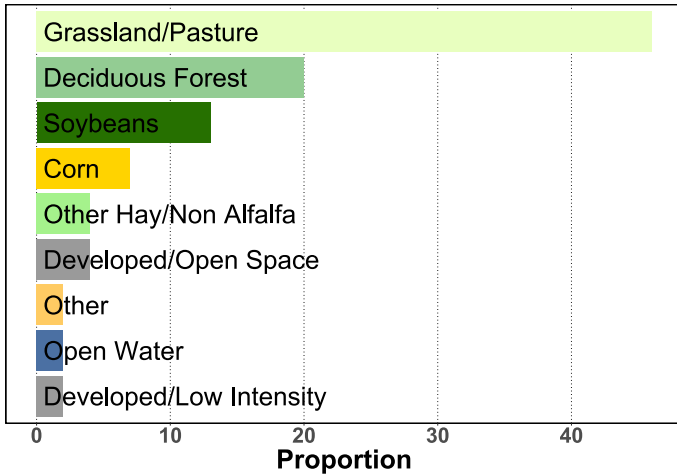 Grassland/Pasture
Deciduous Forest
Soybeans
Corn
Other Hay/Non Alfalfa
Developed/Open Space
Other
Open Water
Developed/Low Intensity
0 10 20 30 40
Proportion